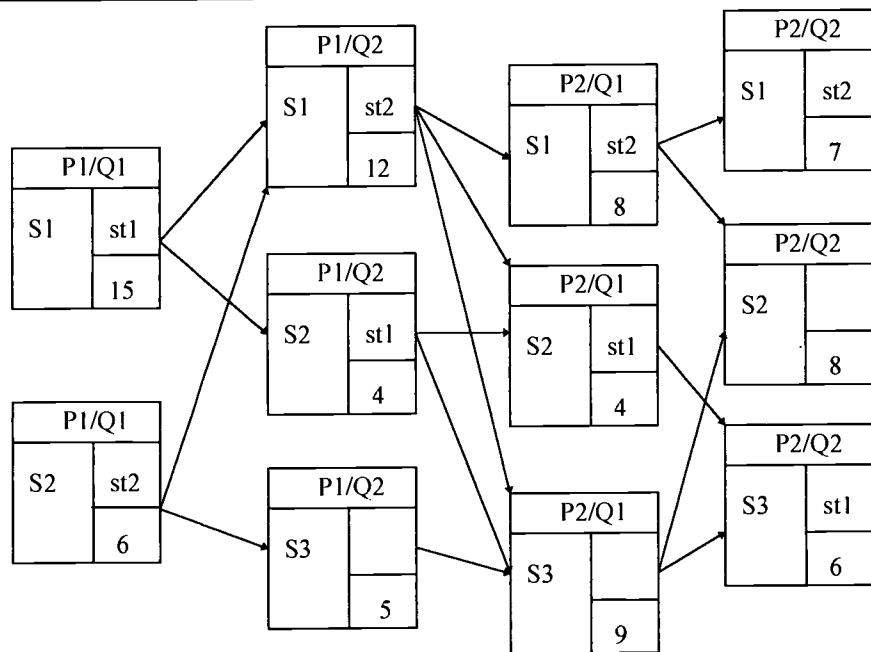 P1/Q1
S1 st1
15
P1/Q1
S2 st2
6
P1/Q2
S1 st2
12
P1/Q2
S2 st1
4
P1/Q2
S3
5
P2/Q1
S1 st2
8
P2/Q1
S2 st1
4
P2/Q1
S3
9
P2/Q2
S1 st2
7
P2/Q2
S2
8
P2/Q2
S3 st1
6